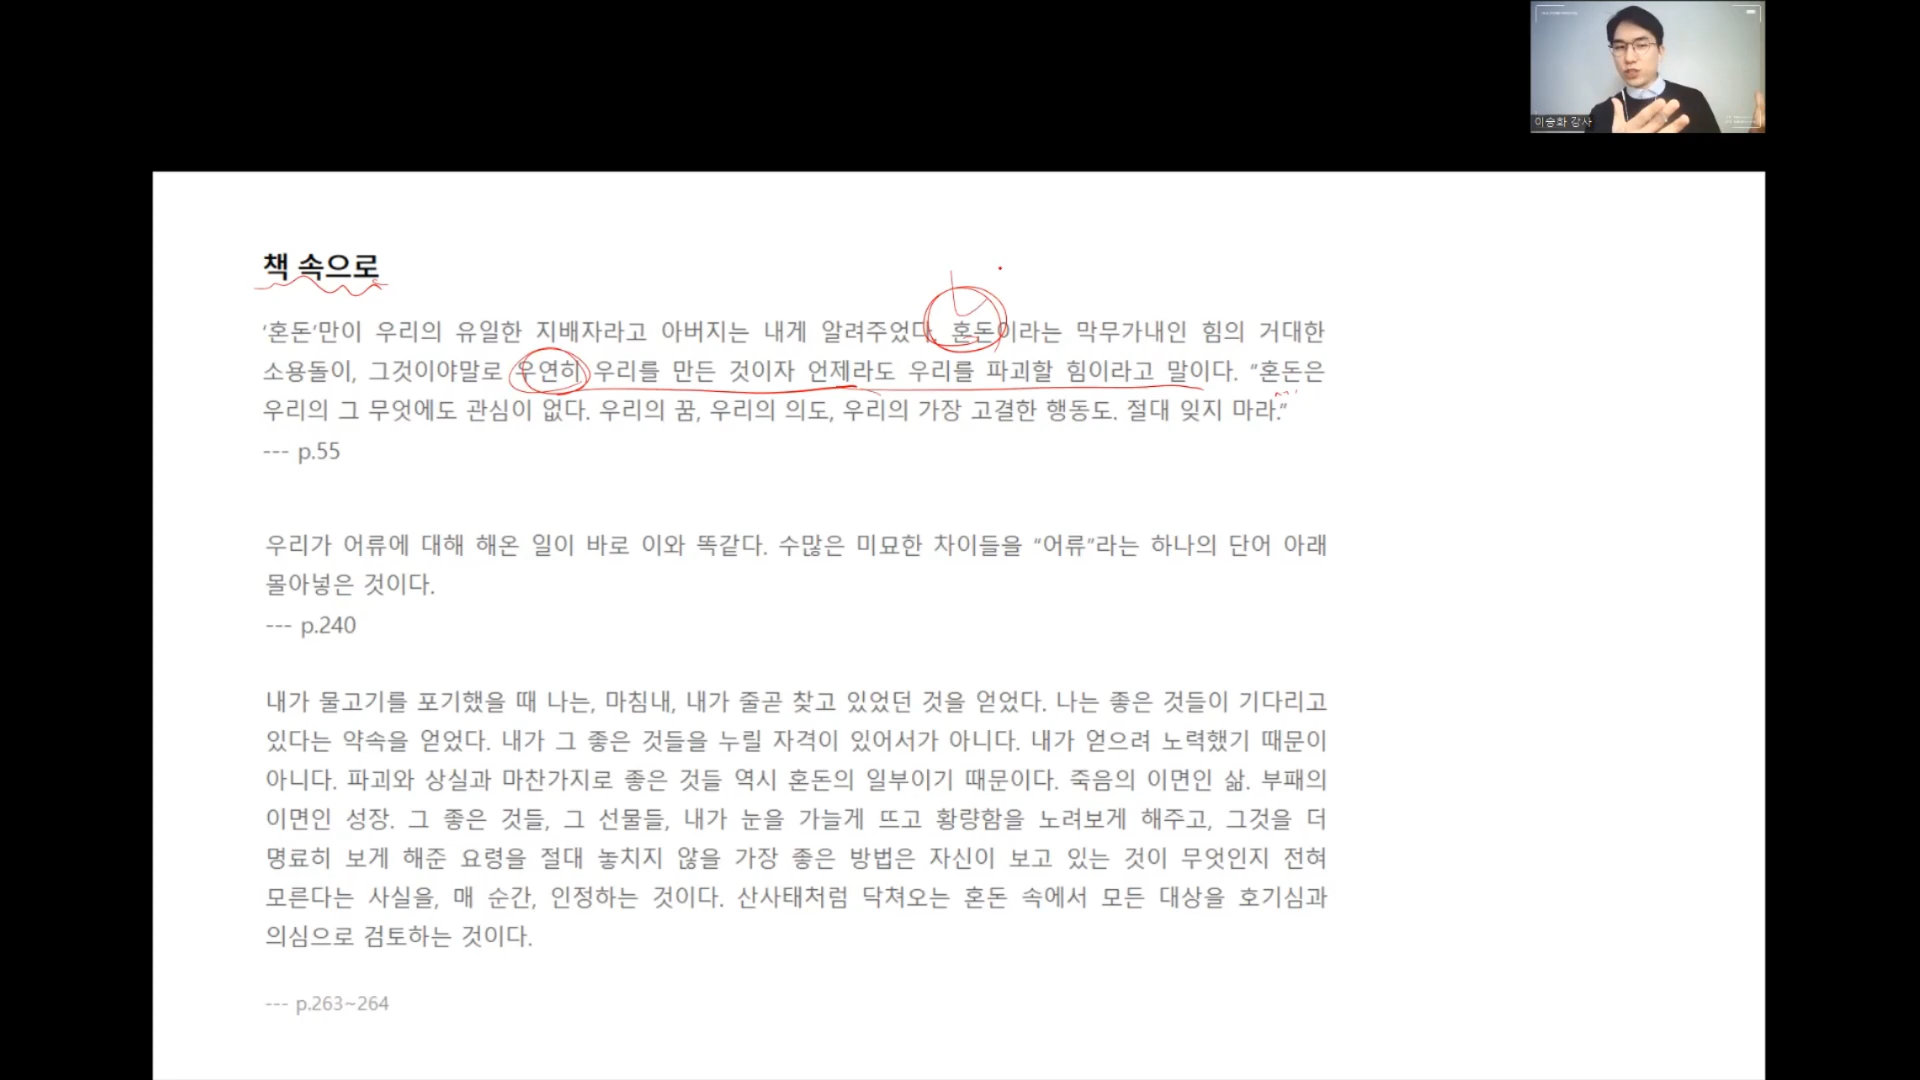 이승화 강사
책 속으로
‘혼돈’만이 우리의 유일한 지배자라고 아버지는 내게 알려주었다. 혼돈이라는 막무가내인 힘의 거대한
소용돌이, 그것이야말로 우연히 우리를 만든 것이자 언제라도 우리를 파괴할 힘이라고 말이다. “혼돈은
우리의 그 무엇에도 관심이 없다. 우리의 꿈, 우리의 의도, 우리의 가장 고결한 행동도. 절대 잊지 마라.”
--- p.55
우리가 어류에 대해 해온 일이 바로 이와 똑같다. 수많은 미묘한 차이들을 “어류”라는 하나의 단어 아래
몰아넣은 것이다.
--- p.240
내가 물고기를 포기했을 때 나는, 마침내, 내가 줄곧 찾고 있었던 것을 얻었다. 나는 좋은 것들이 기다리고
있다는 약속을 얻었다. 내가 그 좋은 것들을 누릴 자격이 있어서가 아니다. 내가 얻으려 노력했기 때문이
아니다. 파괴와 상실과 마찬가지로 좋은 것들 역시 혼돈의 일부이기 때문이다. 죽음의 이면인 삶. 부패의
이면인 성장. 그 좋은 것들, 그 선물들, 내가 눈을 가늘게 뜨고 황량함을 노려보게 해주고, 그것을 더
명료히 보게 해준 요령을 절대 놓치지 않을 가장 좋은 방법은 자신이 보고 있는 것이 무엇인지 전혀
모른다는 사실을, 매 순간, 인정하는 것이다. 산사태처럼 닥쳐오는 혼돈 속에서 모든 대상을 호기심과
의심으로 검토하는 것이다.
--- p.263~264